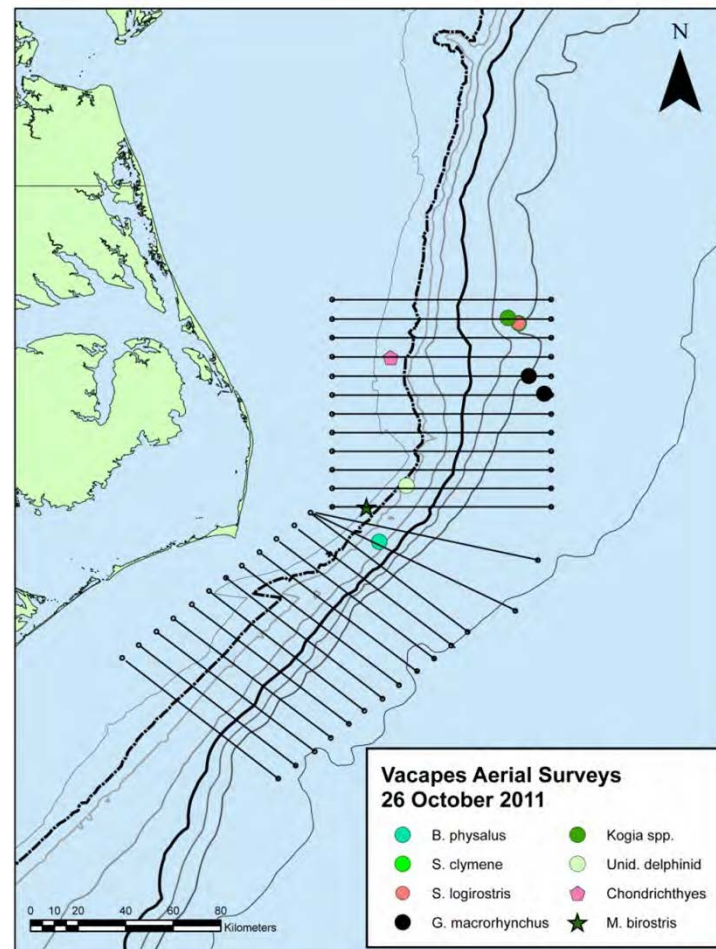 N
Vacapes Aerial Surveys
26 October 2011
B. physalus
Kogia spp.
S. clymene
Unid. delphinid
S. logirostris
Chondrichthyes
G. macrorhynchus
M. birostris
0 10 20 40 60 80
Kilometers